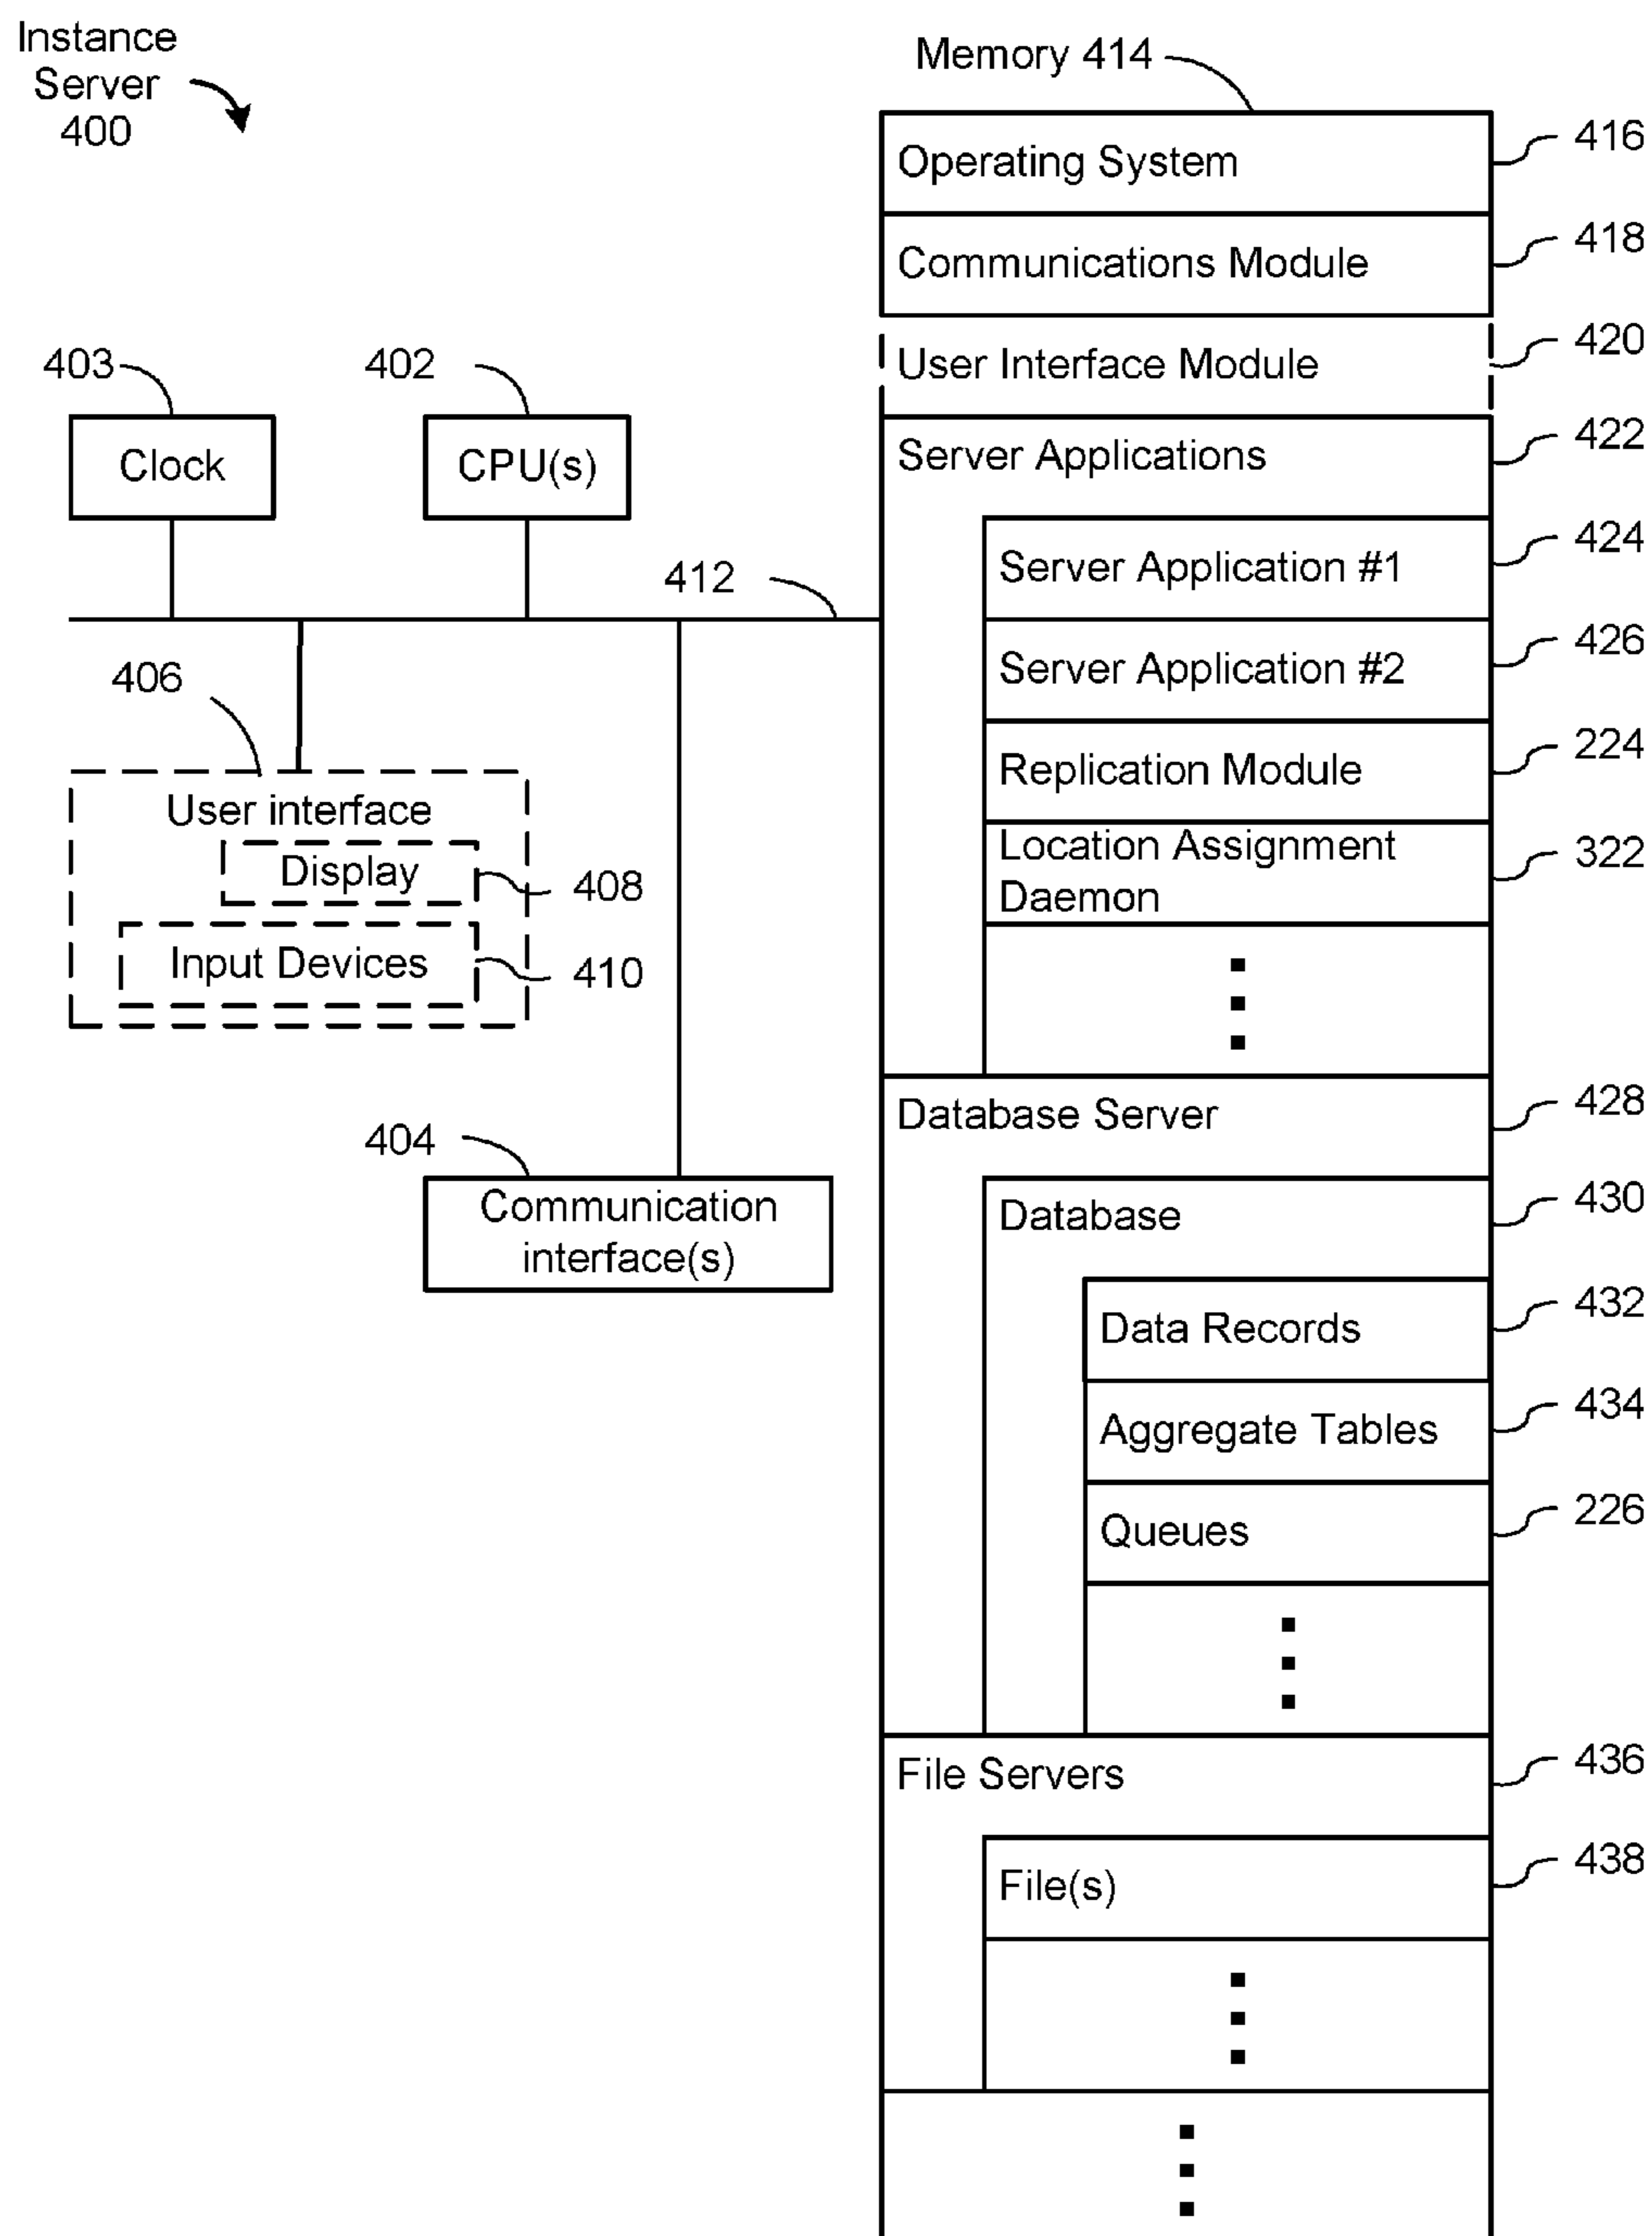 Instance
Server
400
Memory 414
Operating System
416
Communications Module
418
User Interface Module
420
403
402
Clock
CPU(s)
Server Applications
422
Server Application #1
424
412
Server Application #2
426
406
Replication Module
224
User interface
Display
408
Location Assignment
Daemon
322
Input Devices
410
Database Server
428
404
Communication
interface(s)
Database
430
Data Records
432
Aggregate Tables
434
Queues
226
File Servers
436
File(s)
438